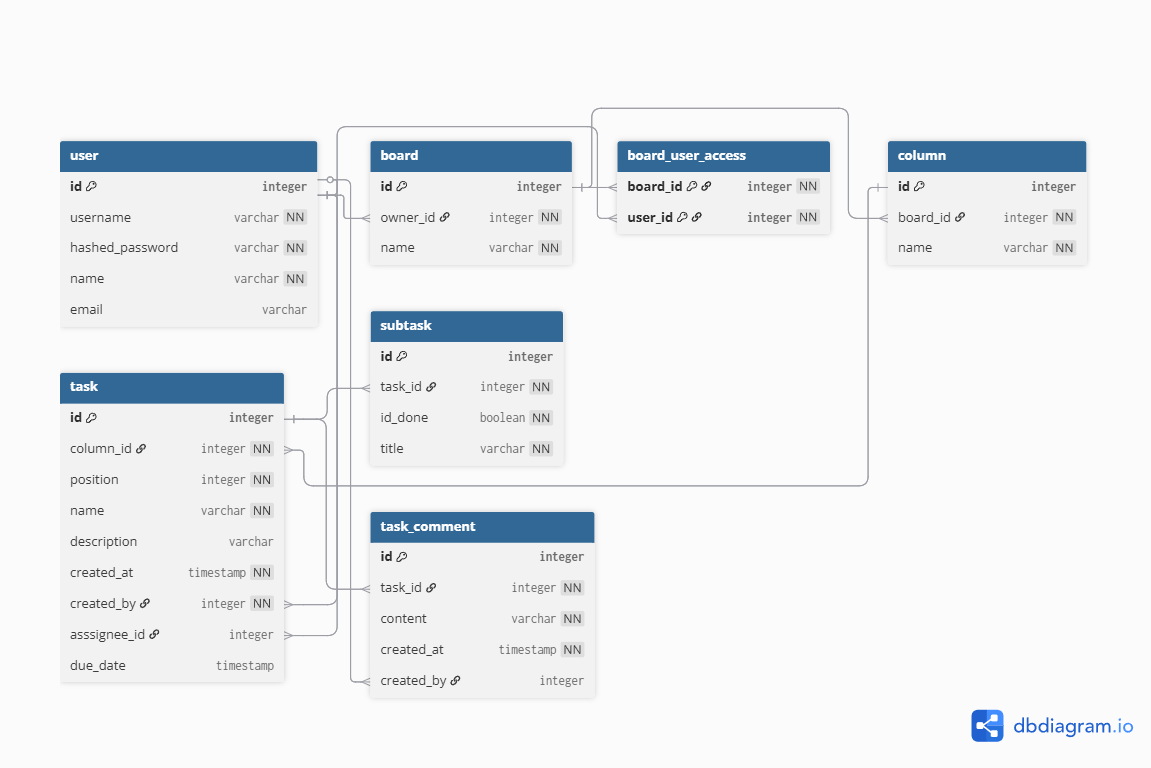 user
id integer
username varchar NN
hashed_password varchar NN
name varchar NN
email varchar
board
id integer
owner_id integer NN
name varchar NN
board_user_access
board_id integer NN
user_id integer NN
column
id integer
board_id integer NN
name varchar NN
subtask
id integer
task_id integer NN
id_done boolean NN
title varchar NN
task
id integer
column_id integer NN
position integer NN
name varchar NN
description varchar
created_at timestamp NN
created_by integer NN
asssignee_id integer
due_date timestamp
task_comment
id integer
task_id integer NN
content varchar NN
created_at timestamp NN
created_by integer
dbdiagram.io